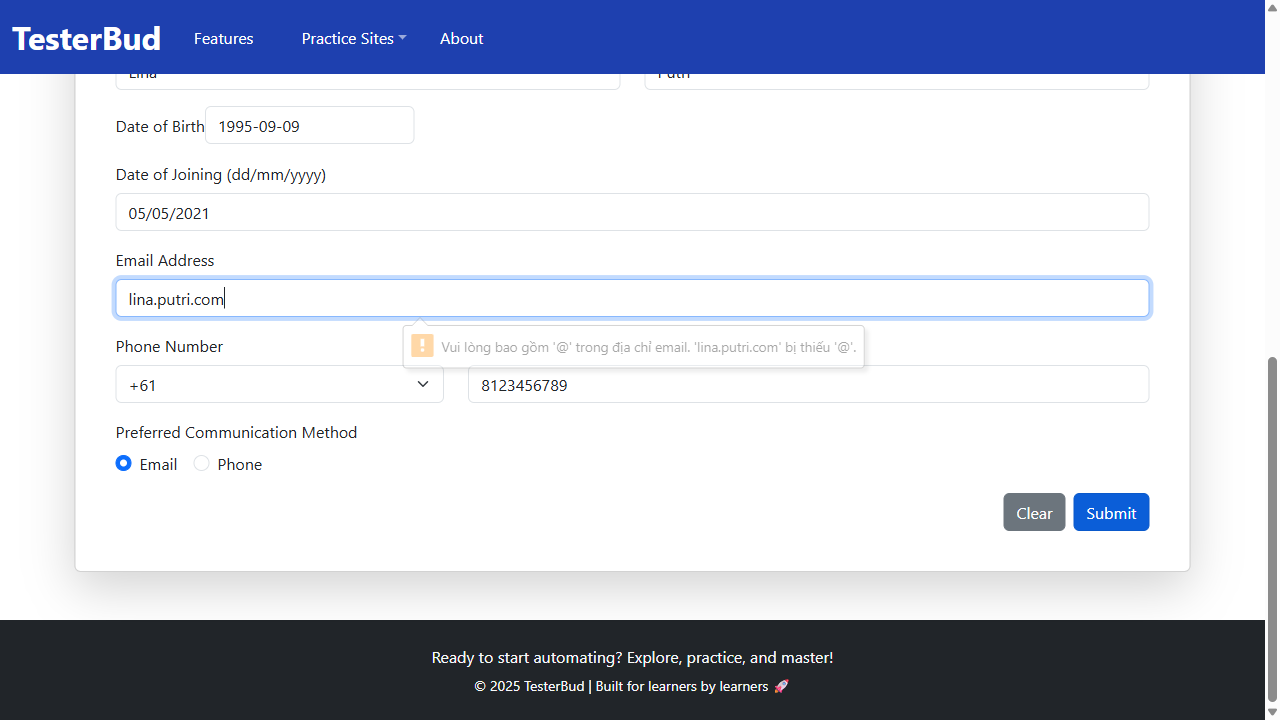 TesterBud Features Practice Sites About
Lina Putri
Date of Birth 1995-09-09
Date of Joining (dd/mm/yyyy)
05/05/2021
Email Address
lina.putri.com
Vui lòng bao gồm '@' trong địa chỉ email. 'lina.putri.com' bị thiếu '@'.
Phone Number
+61 8123456789
Preferred Communication Method
Email Phone
Clear Submit
Ready to start automating? Explore, practice, and master!
© 2025 TesterBud | Built for learners by learners 🚀